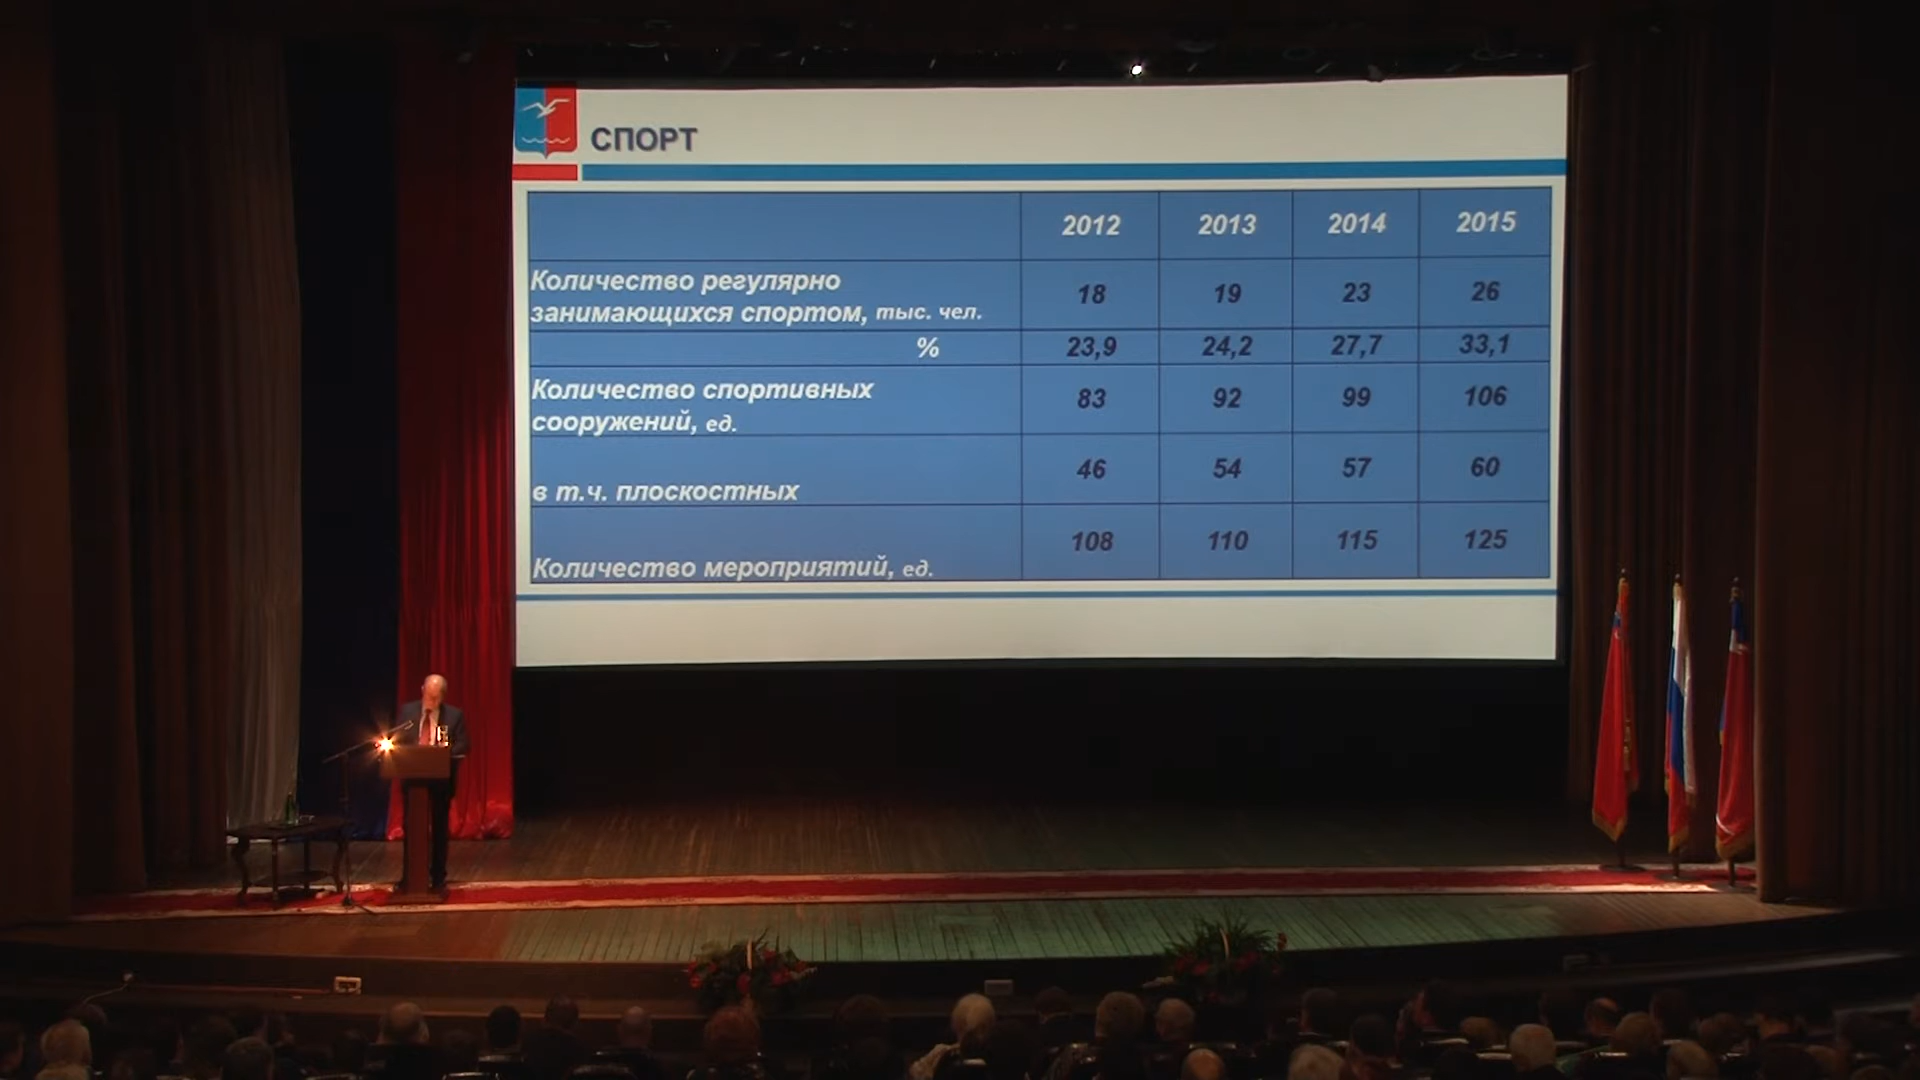 СПОРТ
2012 2013 2014 2015
Количество регулярно
занимающихся спортом, тыс. чел. 18 19 23 26
% 23,9 24,2 27,7 33,1
Количество спортивных
сооружений, ед. 83 92 99 106
в т.ч. плоскостных 46 54 57 60
Количество мероприятий, ед. 108 110 115 125